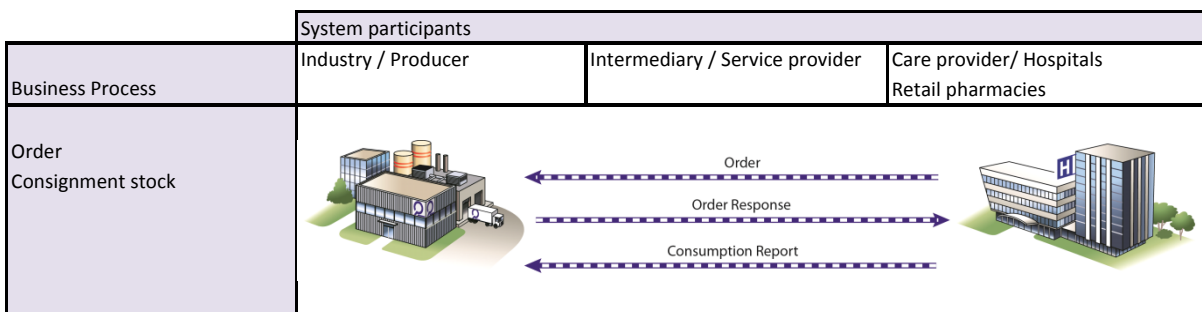 System participants
Business Process
Industry / Producer
Intermediary / Service provider
Care provider/ Hospitals
Retail pharmacies
Order
Consignment stock
Order
Order Response
Consumption Report
H